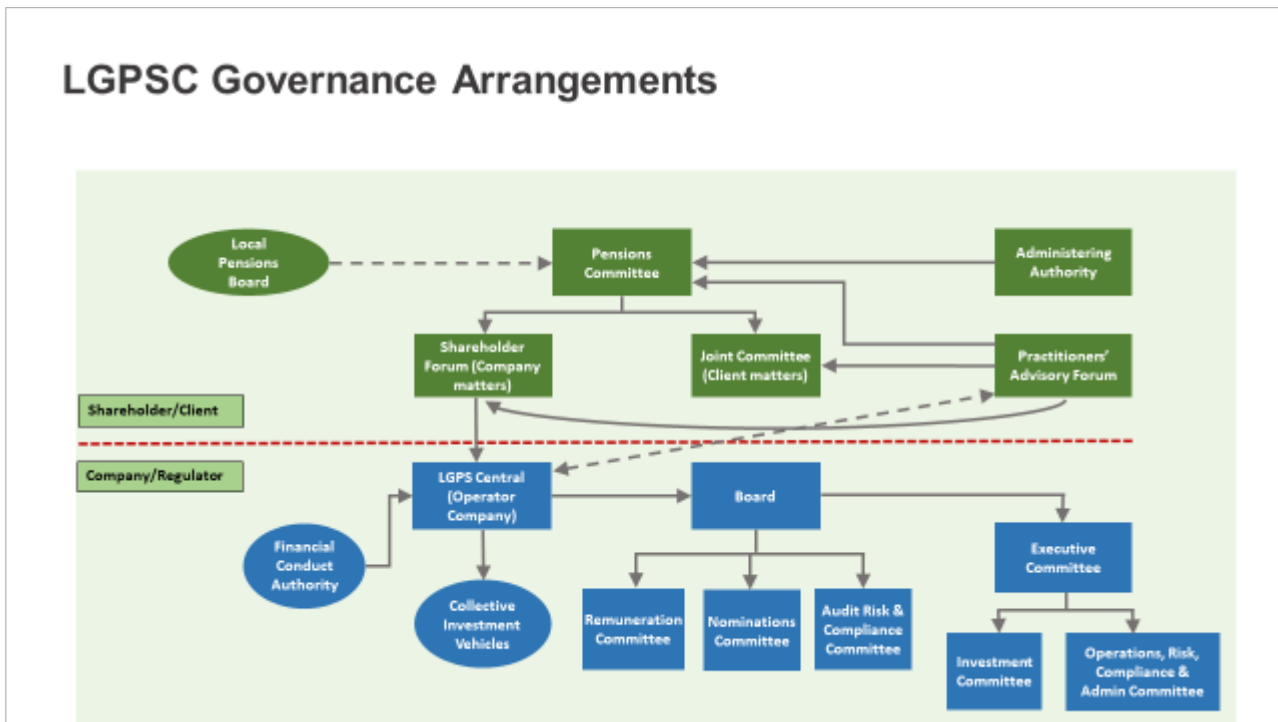 LGPSC Governance Arrangements
Local
Pensions
Board
Pensions
Committee
Administering
Authority
Shareholder
Forum (Company
matters)
Joint Committee
(Client matters)
Practitioners'
Advisory Forum
Shareholder/Client
Company/Regulator
LGPS Central
(Operator
Company)
Board
Financial
Conduct
Authority
Executive
Committee
Collective
Investment
Vehicles
Remuneration
Committee
Nominations
Committee
Audit Risk &
Compliance
Committee
Investment
Committee
Operations, Risk,
Compliance &
Admin Committee